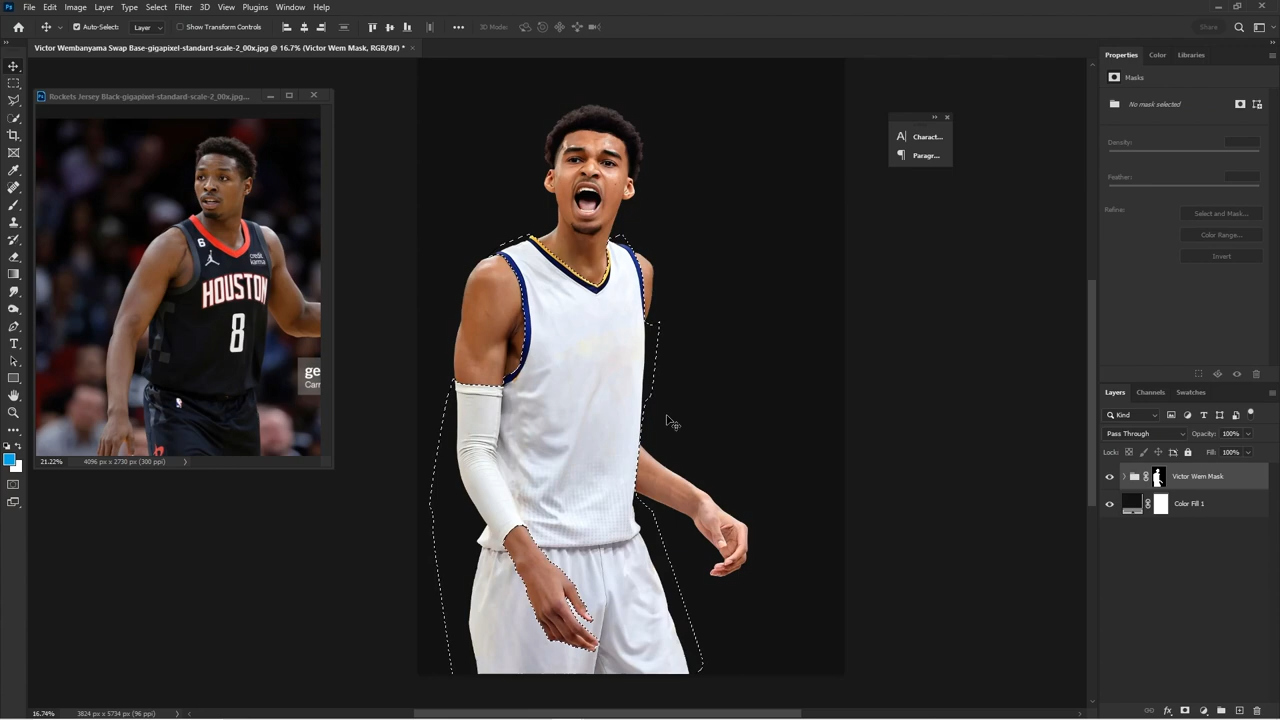 File Edit Image Layer Type Select Filter 3D View Plugins Window Help
Auto-Select: Layer Show Transform Controls 3D Mode: Share
Victor Wembanyama Swap Base-gigapixel-standard-scale-2_00x.jpg @ 16.7% (Victor Wem Mask, RGB/8#) *
Rockets Jersey Black-gigapixel-standard-scale-2_00x.jpg...
6
credit
karma
HOUSTON
8
ge
Carm
21.22% 4096 px x 2730 px (300 ppi)
Charact...
Paragr...
Properties Color Libraries
Masks
No mask selected
Density:
Feather:
Refine: Select and Mask...
Color Range...
Invert
Layers Channels Swatches
Kind
Pass Through Opacity: 100%
Lock: Fill: 100%
Victor Wem Mask
Color Fill 1
16.74% 3824 px x 5734 px (96 ppi)